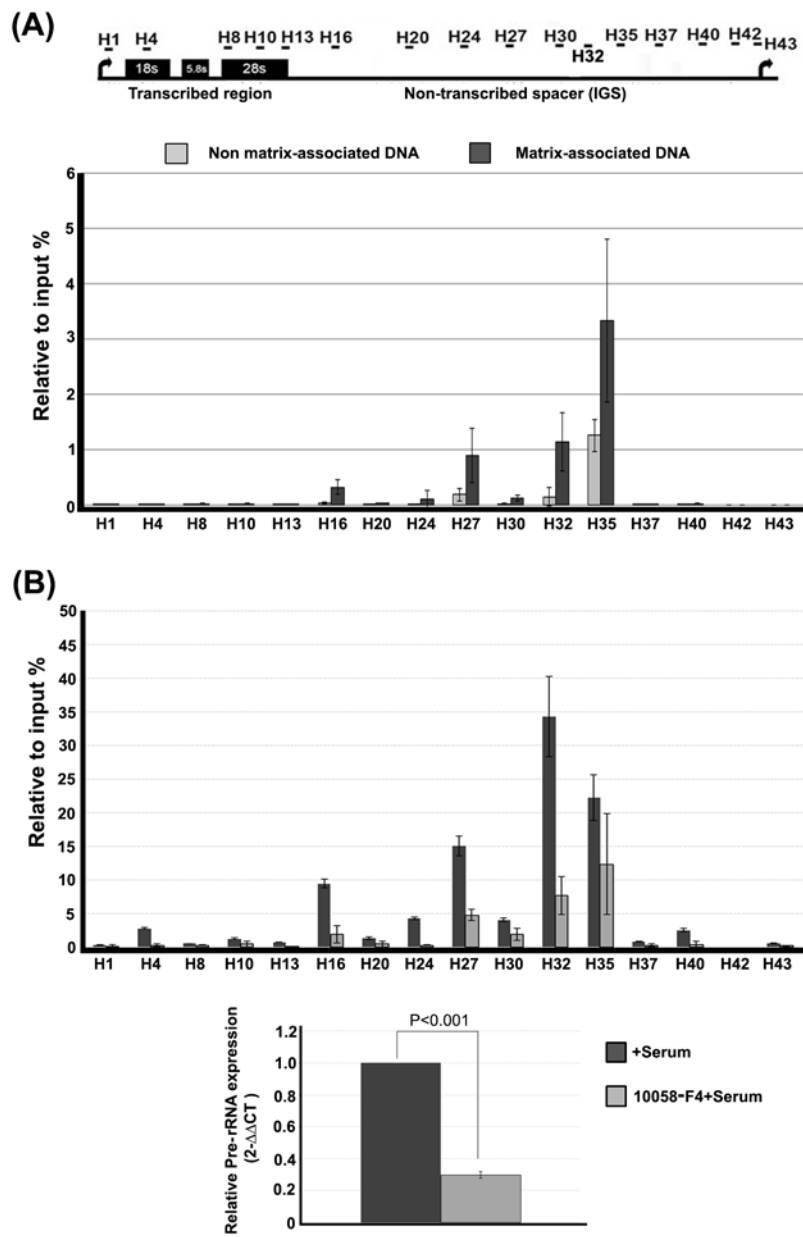 (A)
H1 H4 H8 H10 H13 H16 H20 H24 H27 H30 H32 H35 H37 H40 H42 H43
18s 5.8s 28s
Transcribed region Non-transcribed spacer (IGS)
Non matrix-associated DNA Matrix-associated DNA
Relative to input %
6
5
4
3
2
1
0
H1 H4 H8 H10 H13 H16 H20 H24 H27 H30 H32 H35 H37 H40 H42 H43
(B)
Relative to input %
50
45
40
35
30
25
20
15
10
5
0
H1 H4 H8 H10 H13 H16 H20 H24 H27 H30 H32 H35 H37 H40 H42 H43
Relative Pre-rRNA expression
(2-ΔΔCT )
P<0.001
1.2
1.0
0.8
0.6
0.4
0.2
0
+Serum
10058-F4+Serum